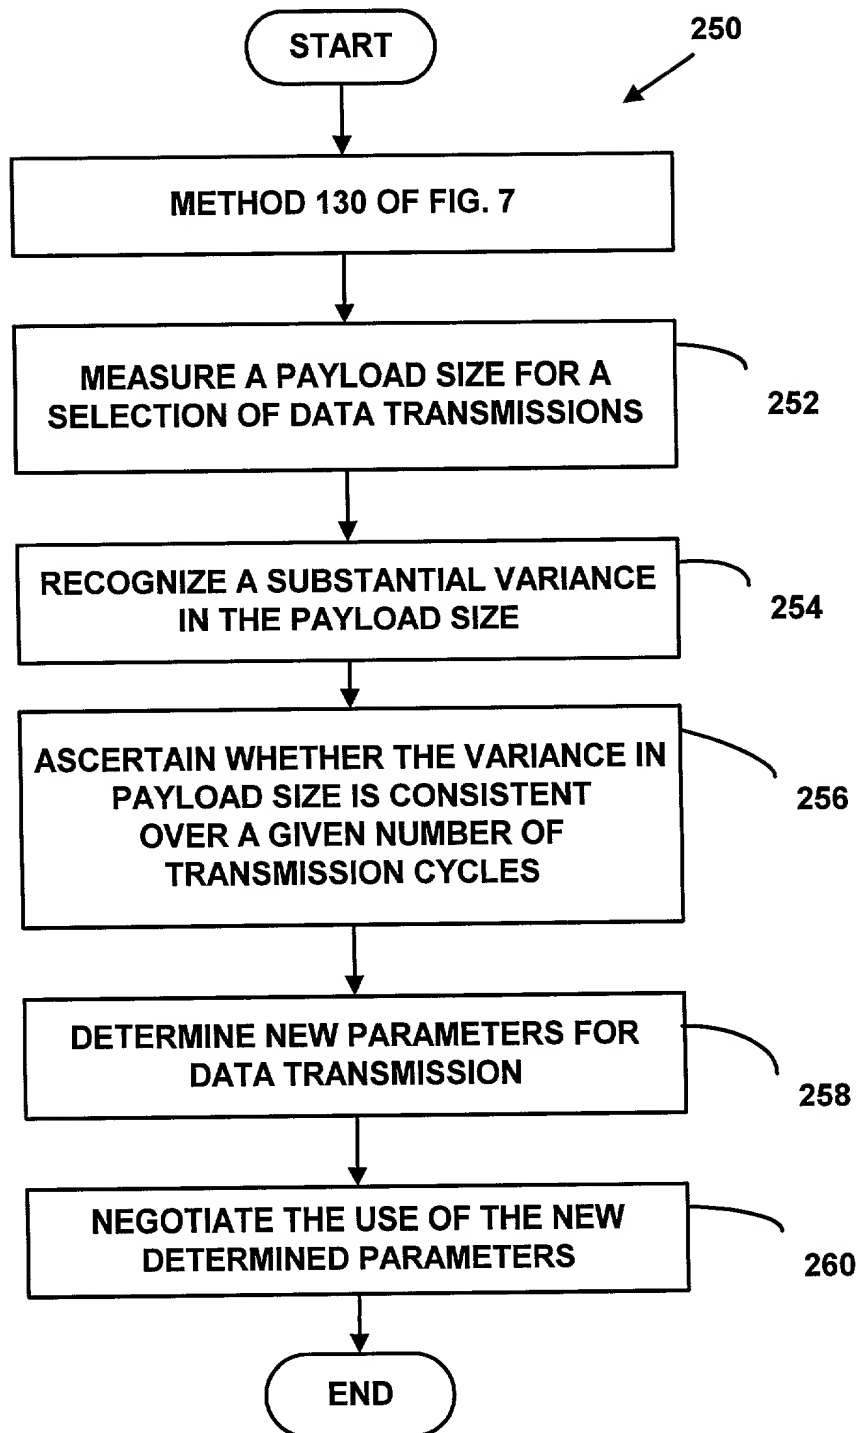 START
250
METHOD 130 OF FIG. 7
MEASURE A PAYLOAD SIZE FOR A
SELECTION OF DATA TRANSMISSIONS
252
RECOGNIZE A SUBSTANTIAL VARIANCE
IN THE PAYLOAD SIZE
254
ASCERTAIN WHETHER THE VARIANCE IN
PAYLOAD SIZE IS CONSISTENT
OVER A GIVEN NUMBER OF
TRANSMISSION CYCLES
256
DETERMINE NEW PARAMETERS FOR
DATA TRANSMISSION
258
NEGOTIATE THE USE OF THE NEW
DETERMINED PARAMETERS
260
END